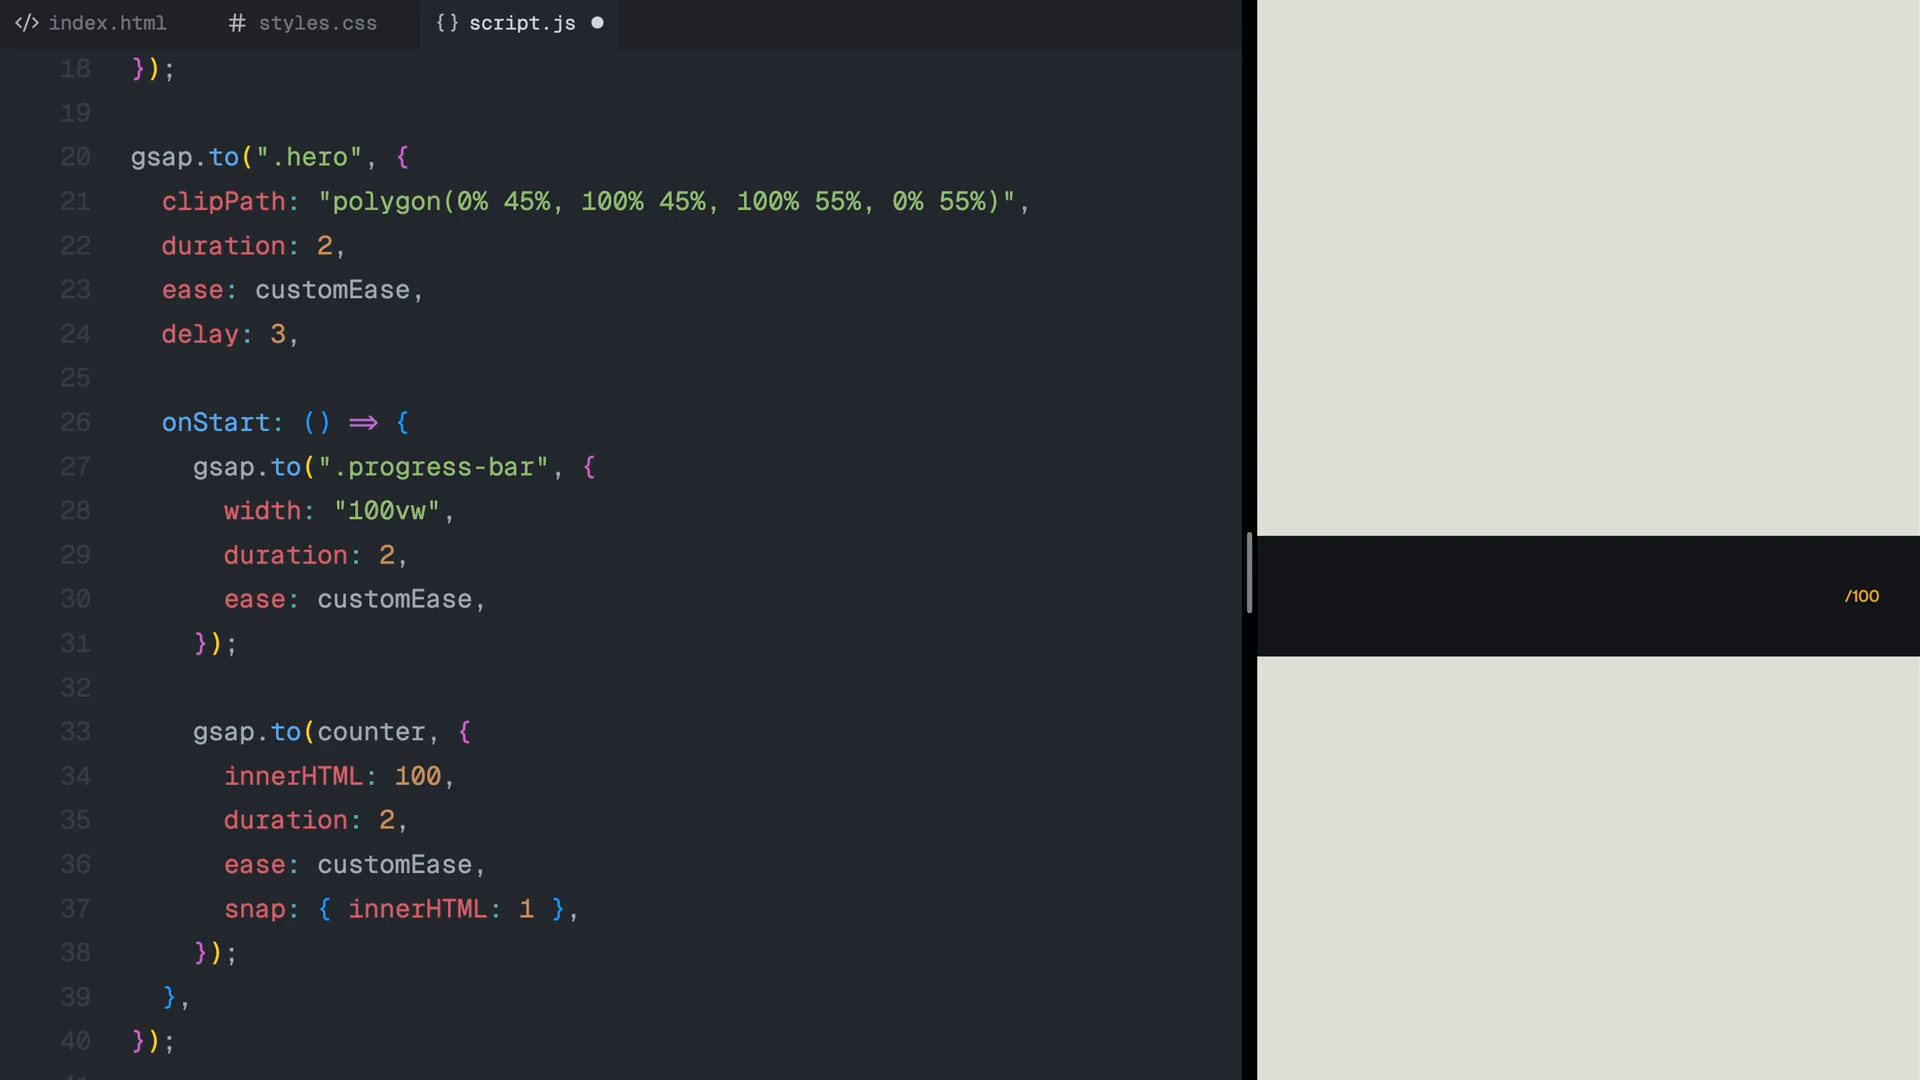 </> index.html # styles.css {} script.js ●
18 });
19
20 gsap.to(".hero", {
21 clipPath: "polygon(0% 45%, 100% 45%, 100% 55%, 0% 55%)",
22 duration: 2,
23 ease: customEase,
24 delay: 3,
25
26 onStart: () => {
27 gsap.to(".progress-bar", {
28 width: "100vw",
29 duration: 2,
30 ease: customEase,
31 });
32
33 gsap.to(counter, {
34 innerHTML: 100,
35 duration: 2,
36 ease: customEase,
37 snap: { innerHTML: 1 },
38 });
39 },
40 });
/100